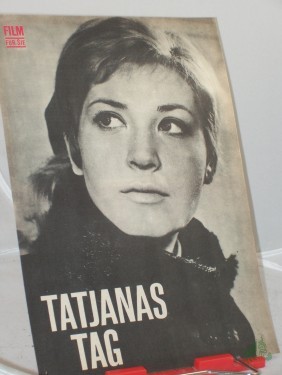 FILM
FÜR SIE
TATJANAS
TAG